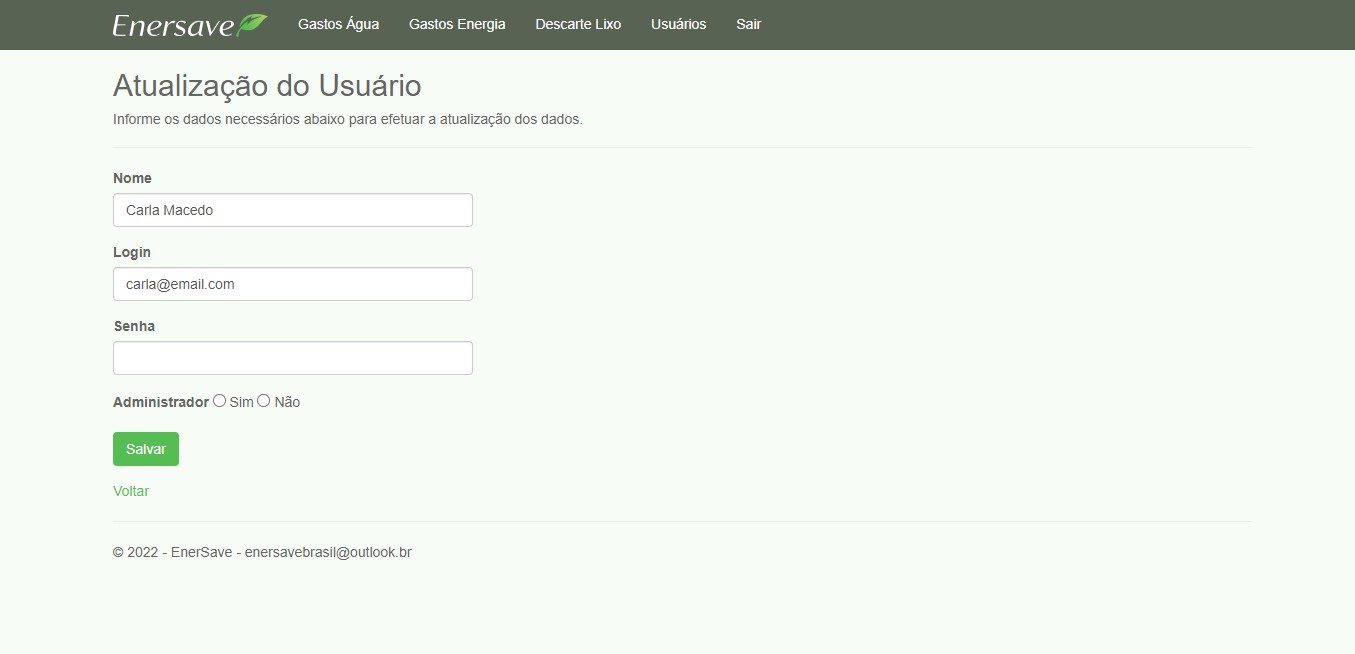 Enersave Gastos Água Gastos Energia Descarte Lixo Usuários Sair
Atualização do Usuário
Informe os dados necessários abaixo para efetuar a atualização dos dados.
Nome
Carla Macedo
Login
carla@email.com
Senha
Administrador Sim Não
Salvar
Voltar
© 2022 - EnerSave - enersavebrasil@outlook.br